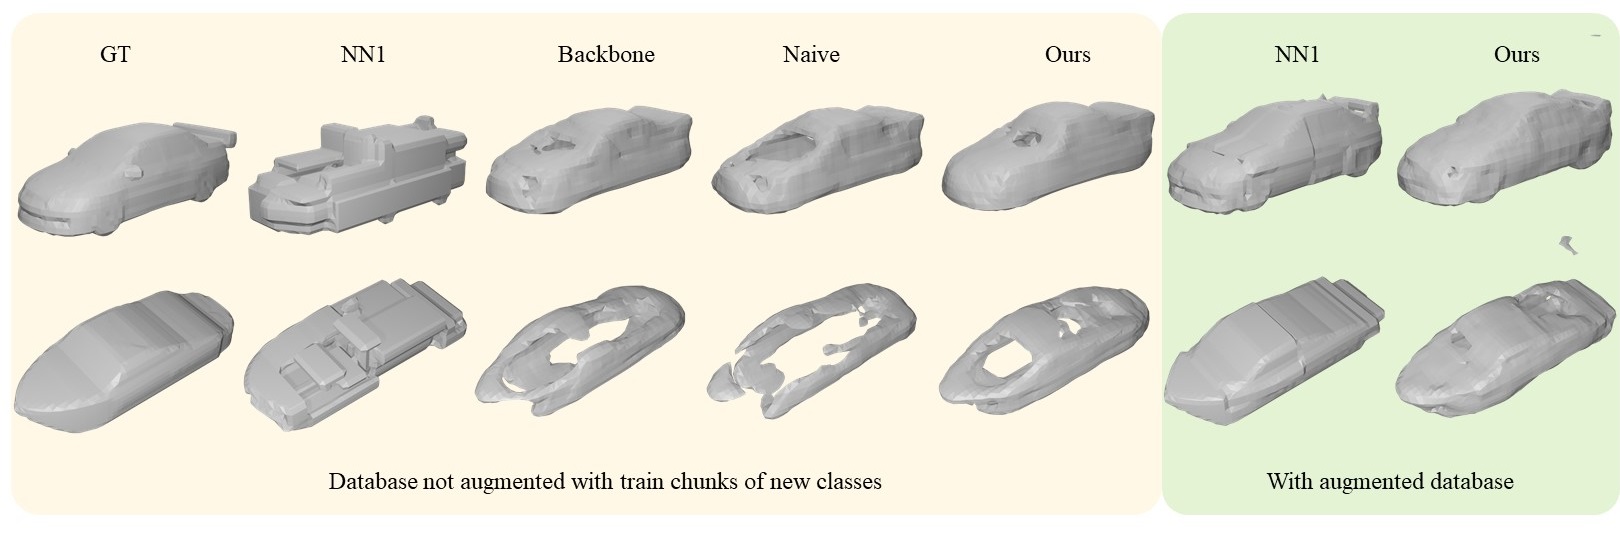 GT NN1 Backbone Naive Ours NN1 Ours
Database not augmented with train chunks of new classes
With augmented database